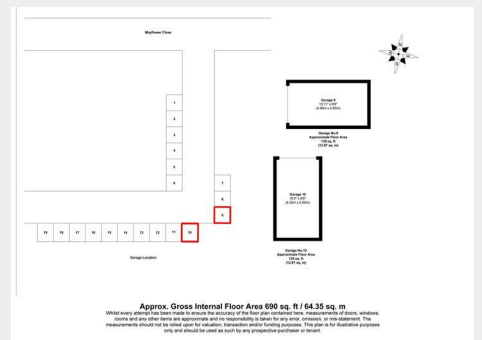 Mayflower Close
1
2
3
4
5
6
7
8
9
19 18 17 16 15 14 13 12 11 10
Garage Location
Garage 9
Garage No.9
Approximate Floor Area
(12.87 sq. m)
Garage 10
Garage No.10
Approximate Floor Area
(12.87 sq. m)
Approx. Gross Internal Floor Area 690 sq. ft / 64.35 sq. m
Whilst every attempt has been made to ensure the accuracy of the floor plan contained here, measurements of doors, windows,
rooms and any other items are approximate and no responsibility is taken for any error, omission, or mis-statement. The
measurements should not be relied upon for valuation, transaction and/or funding purposes. This plan is for illustrative purposes
only and should be used as such by any prospective purchaser or tenant.